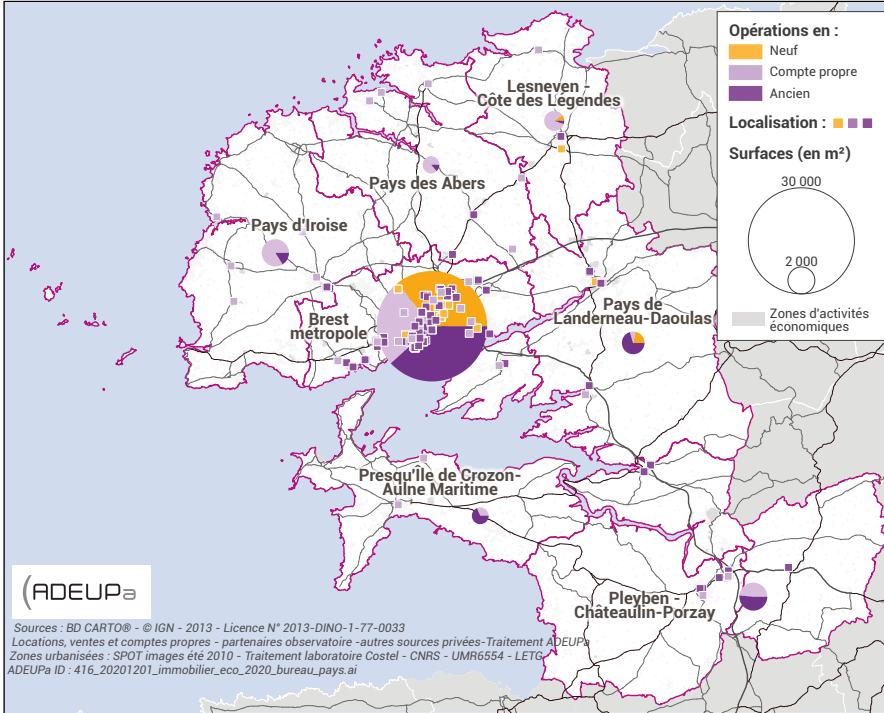 Opérations en :
Neuf
Compte propre
Ancien
Localisation :
Surfaces (en m²)
30 000
2 000
Zones d'activités
économiques
Lesneven -
Côte des Légendes
Pays des Abers
Pays d'Iroise
Brest
métropole
Pays de
Landerneau-Daoulas
Presqu'île de Crozon-
Aulne Maritime
Pleyben -
Châteaulin-Porzay
ADEUPa
Sources : BD CARTO® - © IGN - 2013 - Licence N° 2013-DINO-1-77-0033
Locations, ventes et comptes propres - partenaires observatoire -autres sources privées-Traitement ADEUPa
Zones urbanisées : SPOT images été 2010 - Traitement laboratoire Costel - CNRS - UMR6554 - LETG
ADEUPa ID : 416_20201201_immobilier_eco_2020_bureau_pays.ai